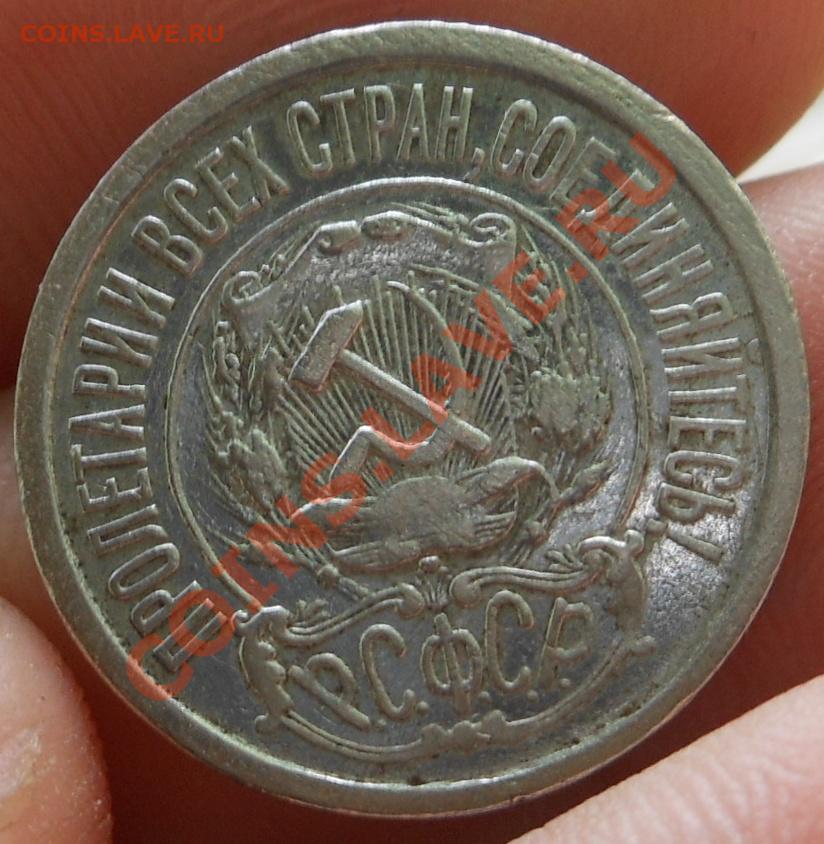 COINS.LAVE.RU
ПРОЛЕТАРИИ ВСЕХ СТРАН, СОЕДИНЯЙТЕСЬ!
COINS.LAVE.RU
Р.С.Ф.С.Р.